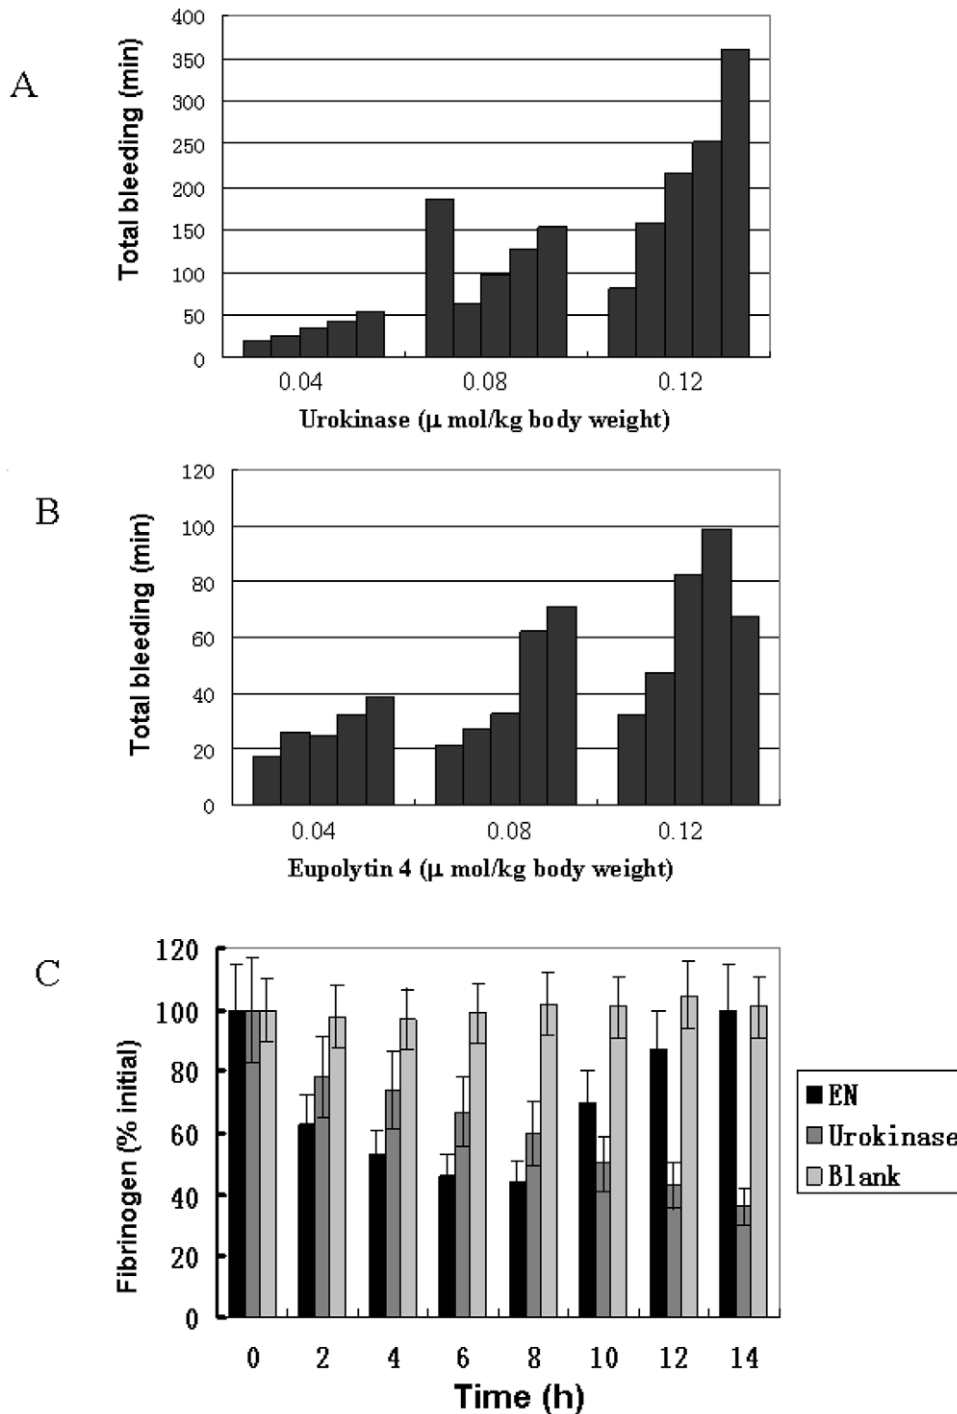 A
Total bleeding (min)
400
350
300
250
200
150
100
50
0
0.04 0.08 0.12
Urokinase (μ mol/kg body weight)
B
Total bleeding (min)
120
100
80
60
40
20
0
0.04 0.08 0.12
Eupolytin 4 (μ mol/kg body weight)
C
Fibrinogen (% initial)
120
100
80
60
40
20
0
0 2 4 6 8 10 12 14
Time (h)
EN
Urokinase
Blank